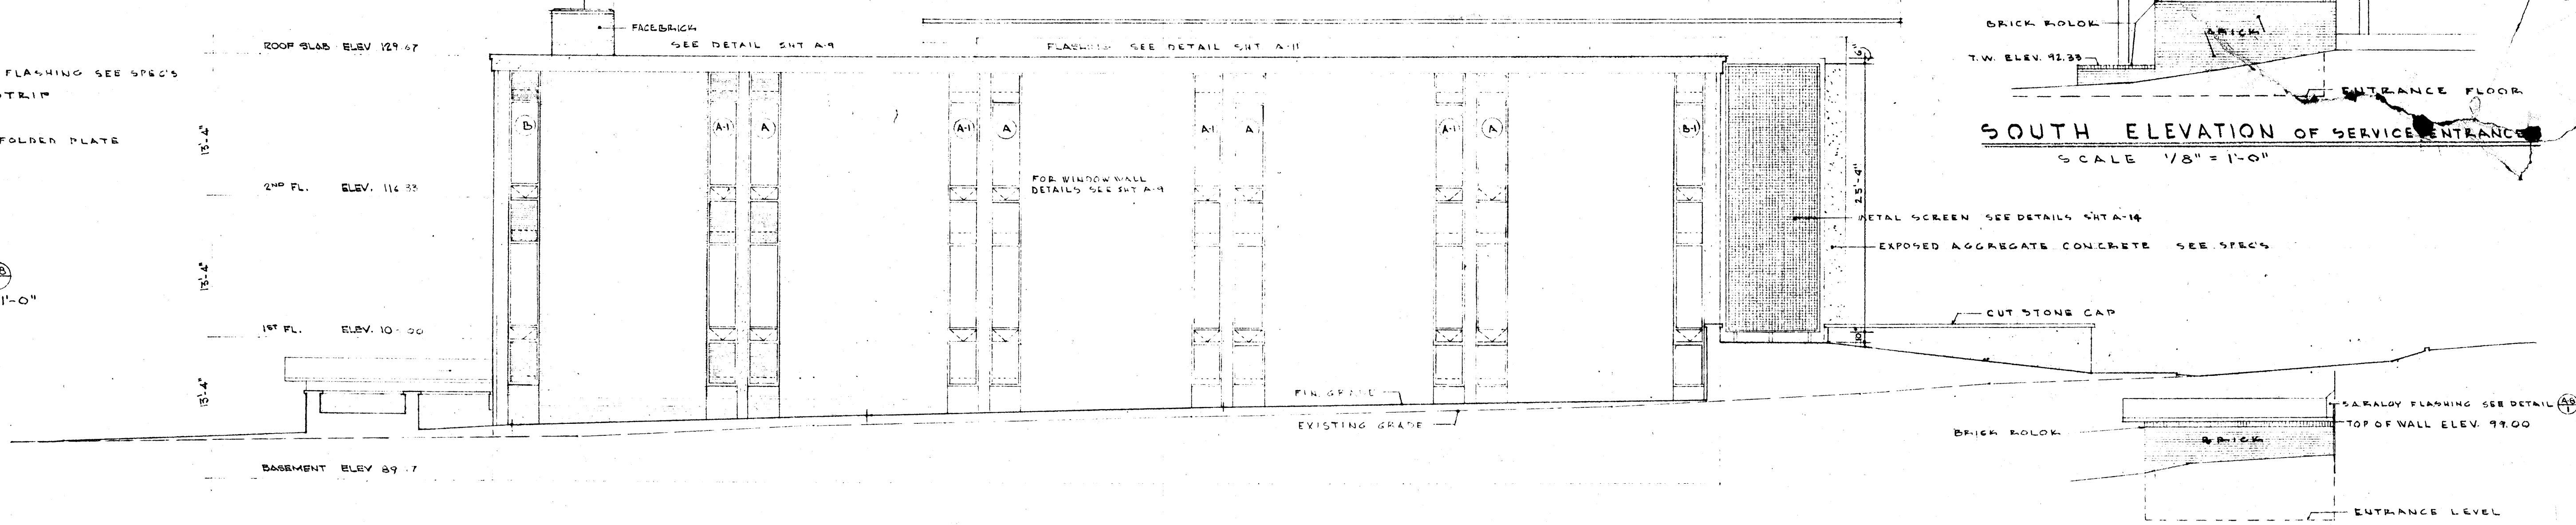 FACEBRICK
ROOF SLAB ELEV 129.67
SEE DETAIL SHT A-9
SEE DETAIL SHT A-11
FLASHING SEE SPEC'S
FOLDED PLATE
13'-4"
B
A-1
A
A-1
A
A-1
A
A-1
A
B-1
2ND FL. ELEV. 116.33
FOR WINDOW WALL
DETAILS SEE SHT A-9
13'-4"
1'-0"
1ST FL. ELEV.
13'-4"
FIN. GRADE
EXISTING GRADE
BASEMENT ELEV
6"
25'-4"
10"
METAL SCREEN SEE DETAILS SHT A-14
EXPOSED AGGREGATE CONCRETE SEE SPEC'S
CUT STONE CAP
BRICK ROLOK
BRICK
T.W. ELEV. 92.33
ENTRANCE FLOOR
SOUTH ELEVATION OF SERVICE ENTRANCE
SCALE 1/8" = 1'-0"
SARALOY FLASHING SEE DETAIL
TOP OF WALL ELEV. 99.00
BRICK ROLOK
BRICK
ENTRANCE LEVEL